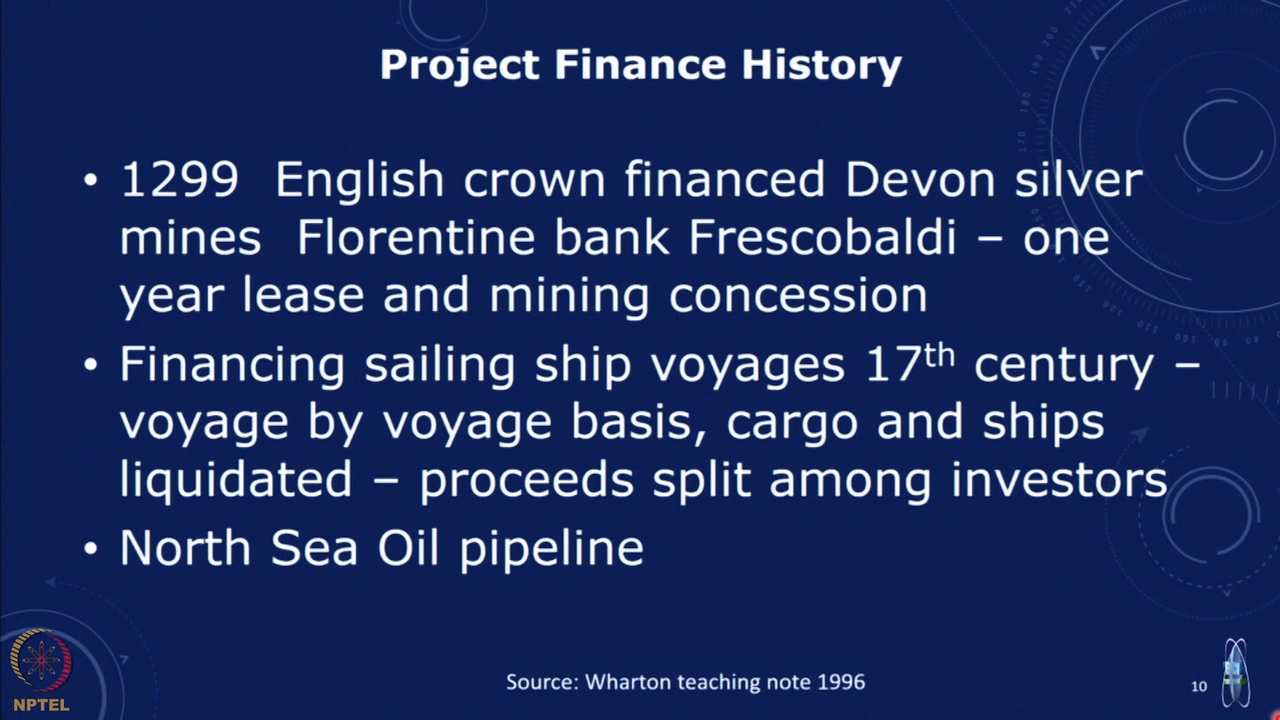 Project Finance History
• 1299 English crown financed Devon silver
mines Florentine bank Frescobaldi – one
year lease and mining concession
• Financing sailing ship voyages 17th century –
voyage by voyage basis, cargo and ships
liquidated – proceeds split among investors
• North Sea Oil pipeline
Source: Wharton teaching note 1996
10
NPTEL